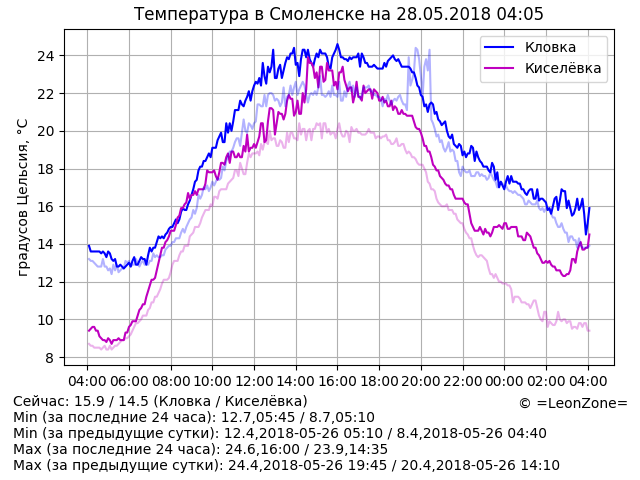 Температура в Смоленске на 28.05.2018 04:05
градусов Цельсия, °C
24
22
20
18
16
14
12
10
8
Кловка
Киселёвка
04:00 06:00 08:00 10:00 12:00 14:00 16:00 18:00 20:00 22:00 00:00 02:00 04:00
Сейчас: 15.9 / 14.5 (Кловка / Киселёвка)
© =LeonZone=
Min (за последние 24 часа): 12.7,05:45 / 8.7,05:10
Min (за предыдущие сутки): 12.4,2018-05-26 05:10 / 8.4,2018-05-26 04:40
Max (за последние 24 часа): 24.6,16:00 / 23.9,14:35
Max (за предыдущие сутки): 24.4,2018-05-26 19:45 / 20.4,2018-05-26 14:10